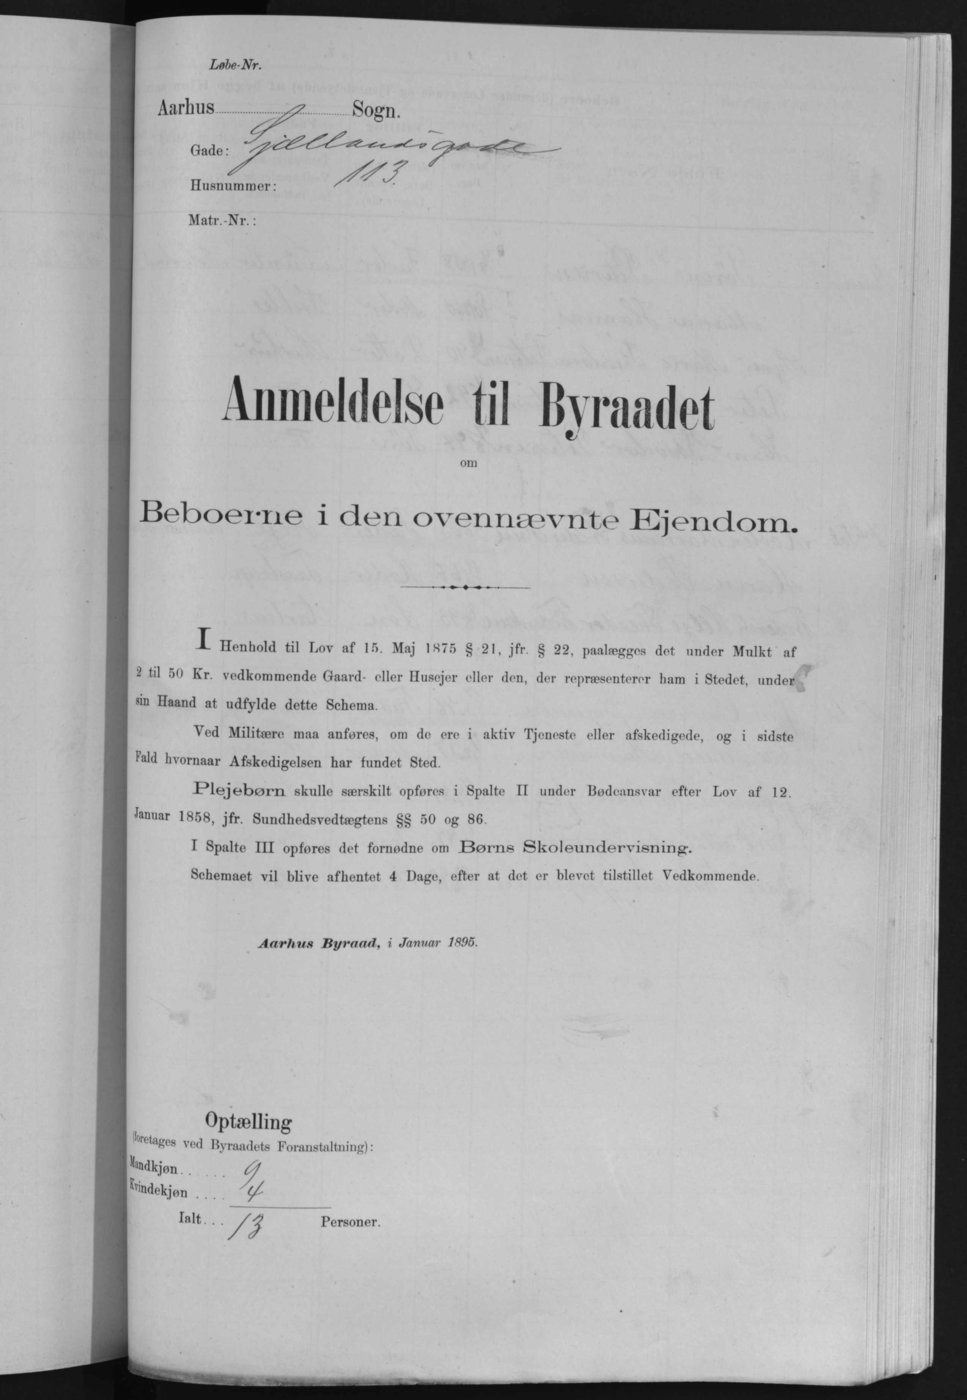 Løbe-Nr.
Aarhus Sogn.
Gade: Sjællandsgade
Husnummer: 113.
Matr.-Nr.:
Anmeldelse til Byraadet
om
Beboerne i den ovennævnte Ejendom.
I Henhold til Lov af 15. Maj 1875 § 21, jfr. § 22, paalægges det under Mulkt af
2 til 50 Kr. vedkommende Gaard- eller Husejer eller den, der repræsenterer ham i Stedet, under
sin Haand at udfylde dette Schema.
Ved Militære maa anføres, om de ere i aktiv Tjeneste eller afskedigede, og i sidste
Fald hvornaar Afskedigelsen har fundet Sted.
Plejebørn skulle særskilt opføres i Spalte II under Bødeansvar efter Lov af 12.
Januar 1858, jfr. Sundhedsvedtægtens §§ 50 og 86.
I Spalte III opføres det fornødne om Børns Skoleundervisning.
Schemaet vil blive afhentet 4 Dage, efter at det er blevet tilstillet Vedkommende.
Aarhus Byraad, i Januar 1895.
Optælling
(foretages ved Byraadets Foranstaltning):
Mandkjøn..... 9
Kvindekjøn.... 4
Ialt... 13 Personer.